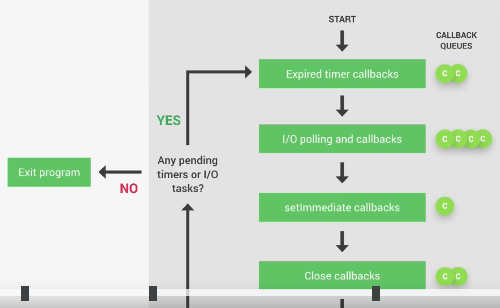 START
CALLBACK
QUEUES
Expired timer callbacks
C C
YES
I/O polling and callbacks
C C C C
Any pending
timers or I/O
tasks?
Exit program
NO
setImmediate callbacks
C
Close callbacks
C C